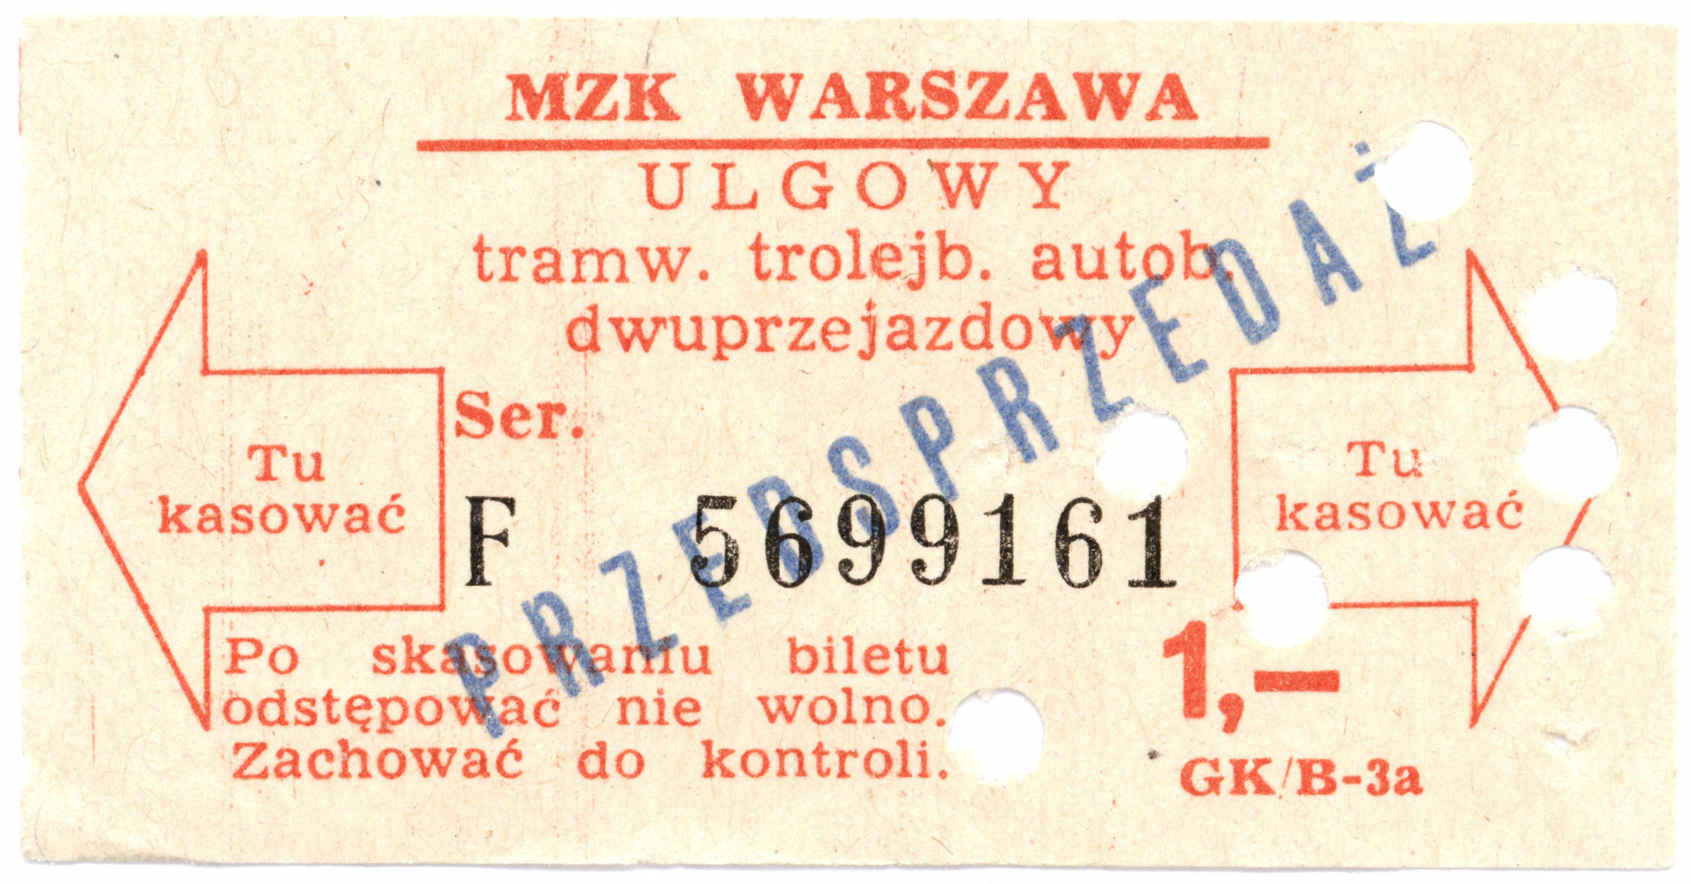 MZK WARSZAWA
ULGOWY
tramw. trolejb. autob.
dwuprzejazdowy
Ser.
F 5699161
Tu
kasować
Tu
kasować
PRZEDSPRZEDAŻ
Po skasowaniu biletu
odstępować nie wolno.
Zachować do kontroli.
1,—
GK/B-3a